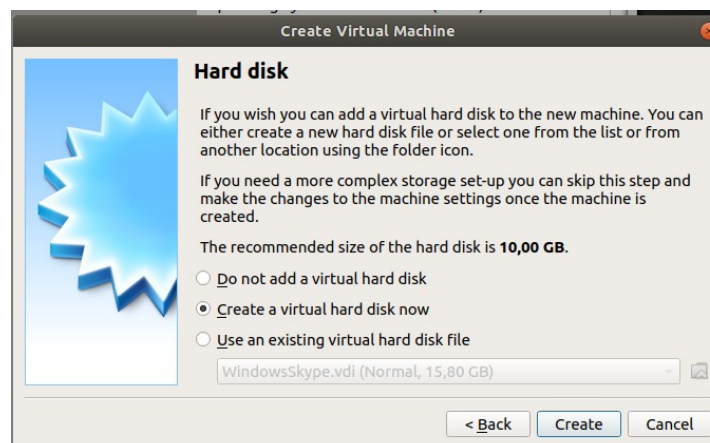 Create Virtual Machine
Hard disk
If you wish you can add a virtual hard disk to the new machine. You can
either create a new hard disk file or select one from the list or from
another location using the folder icon.
If you need a more complex storage set-up you can skip this step and
make the changes to the machine settings once the machine is
created.
The recommended size of the hard disk is 10,00 GB.
Do not add a virtual hard disk
Create a virtual hard disk now
Use an existing virtual hard disk file
WindowsSkype.vdi (Normal, 15,80 GB)
< Back Create Cancel